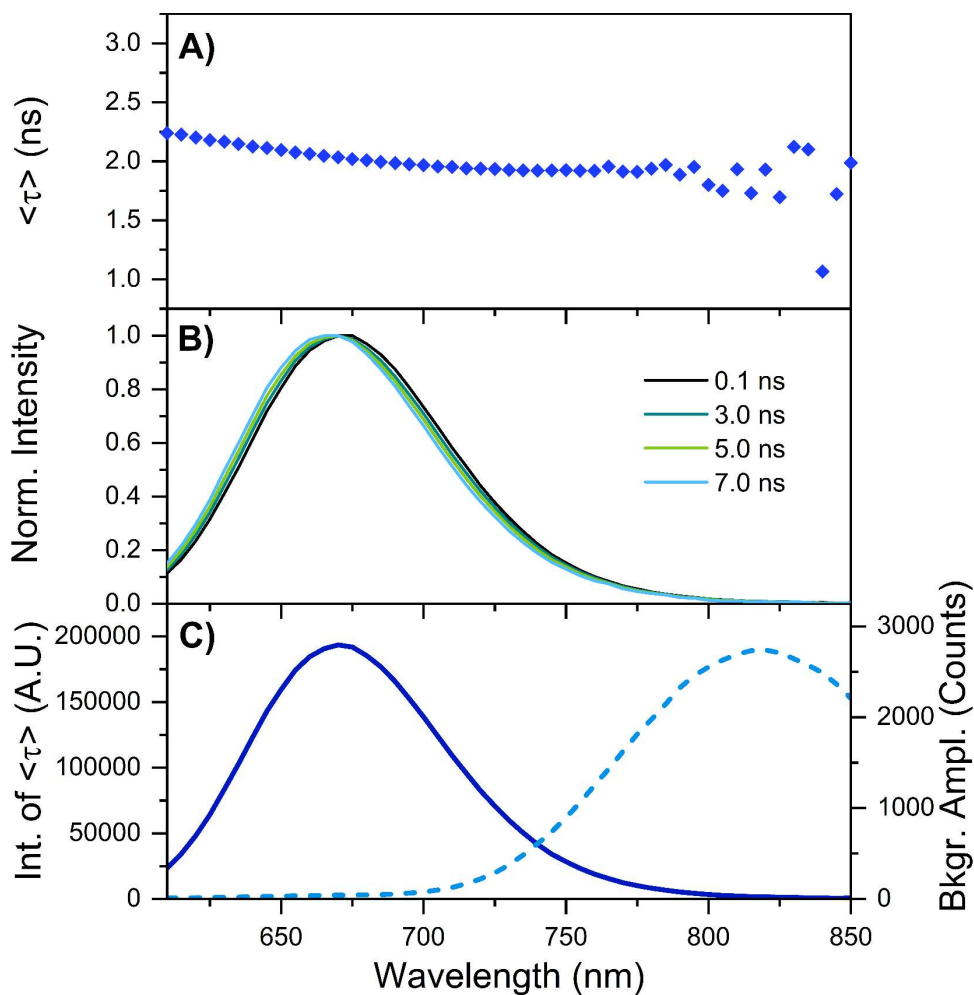 A)
3.0
2.5
2.0
1.5
1.0
<τ> (ns)
B)
1.0
0.8
0.6
0.4
0.2
0.0
Norm. Intensity
0.1 ns
3.0 ns
5.0 ns
7.0 ns
C)
200000
150000
100000
50000
0
Int. of <τ> (A.U.)
3000
2000
1000
0
Bkgr. Ampl. (Counts)
650 700 750 800 850
Wavelength (nm)